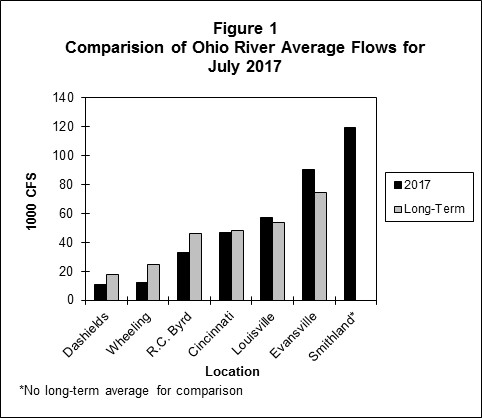 Figure 1
Comparision of Ohio River Average Flows for
July 2017
140
120
100
80
60
40
20
0
1000 CFS
Dashields
Wheeling
R.C. Byrd
Cincinnati
Louisville
Evansville
Smithland*
Location
2017
Long-Term
*No long-term average for comparison